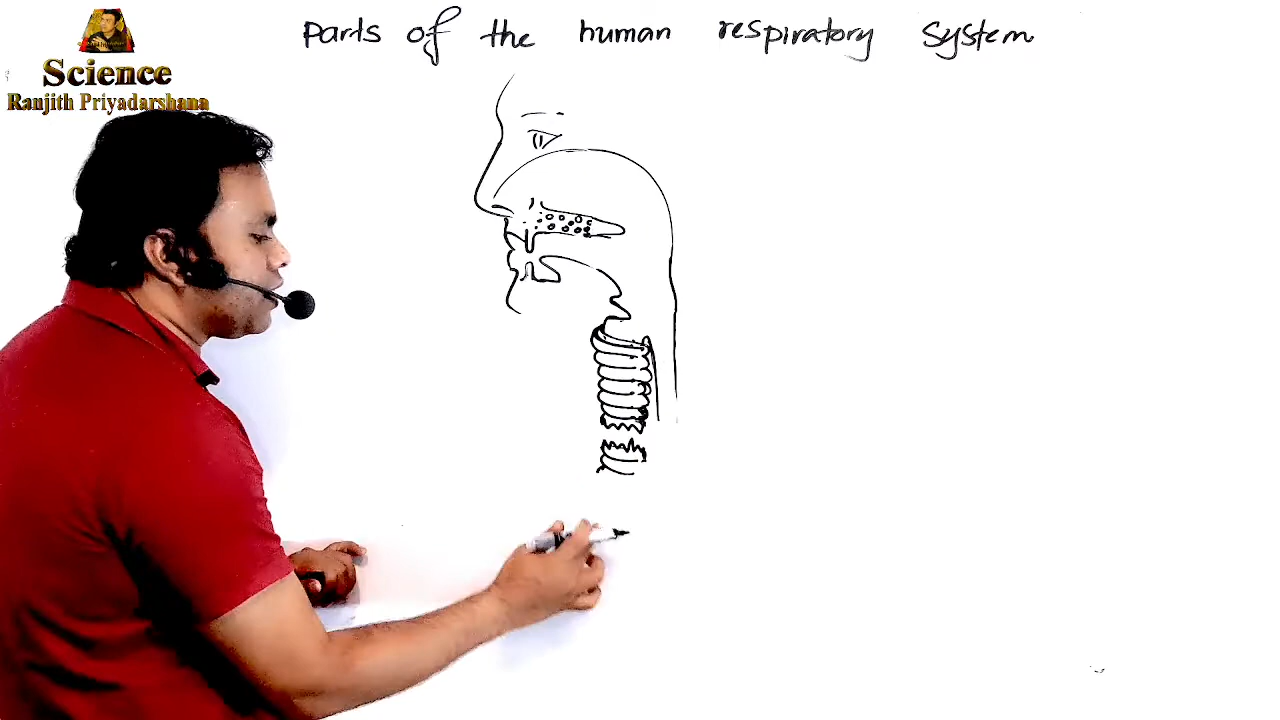 parts of the human respiratory system
Science
Ranjith Priyadarshana